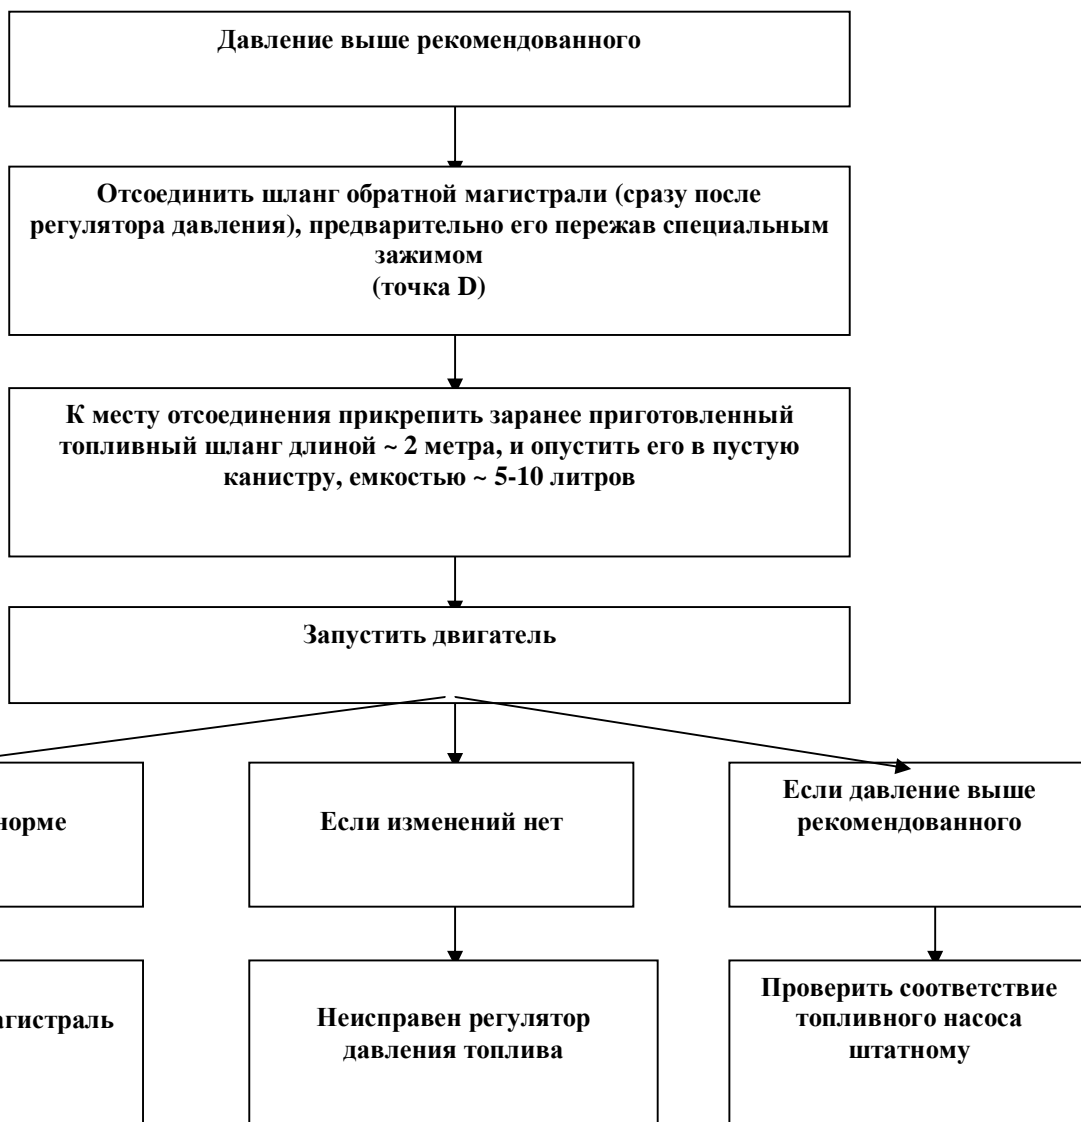 Давление выше рекомендованного
Отсоединить шланг обратной магистрали (сразу после
регулятора давления), предварительно его пережав специальным
зажимом
(точка D)
К месту отсоединения прикрепить заранее приготовленный
топливный шланг длиной ~ 2 метра, и опустить его в пустую
канистру, емкостью ~ 5-10 литров
Запустить двигатель
норме
Если изменений нет
Если давление выше
рекомендованного
агистраль
Неисправен регулятор
давления топлива
Проверить соответствие
топливного насоса
штатному